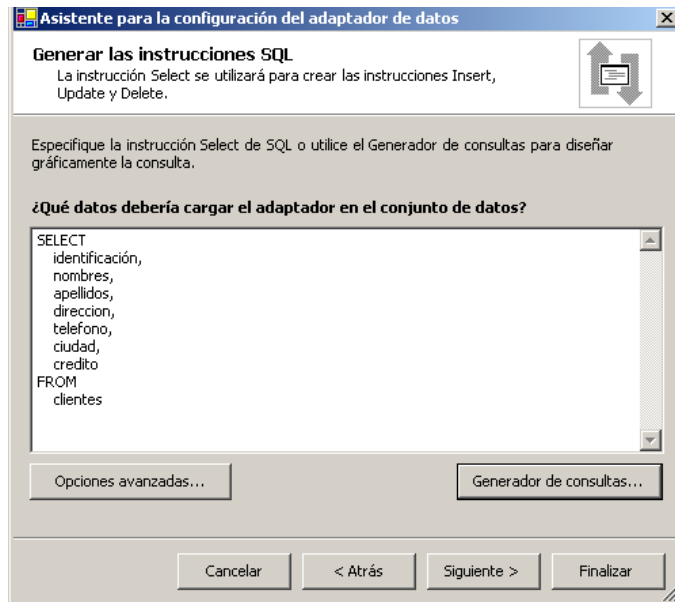 Asistente para la configuración del adaptador de datos
Generar las instrucciones SQL
La instrucción Select se utilizará para crear las instrucciones Insert,
Update y Delete.
Especifique la instrucción Select de SQL o utilice el Generador de consultas para diseñar
gráficamente la consulta.
¿Qué datos debería cargar el adaptador en el conjunto de datos?
SELECT
identificación,
nombres,
apellidos,
direccion,
telefono,
ciudad,
credito
FROM
clientes
Opciones avanzadas... Generador de consultas...
Cancelar < Atrás Siguiente > Finalizar